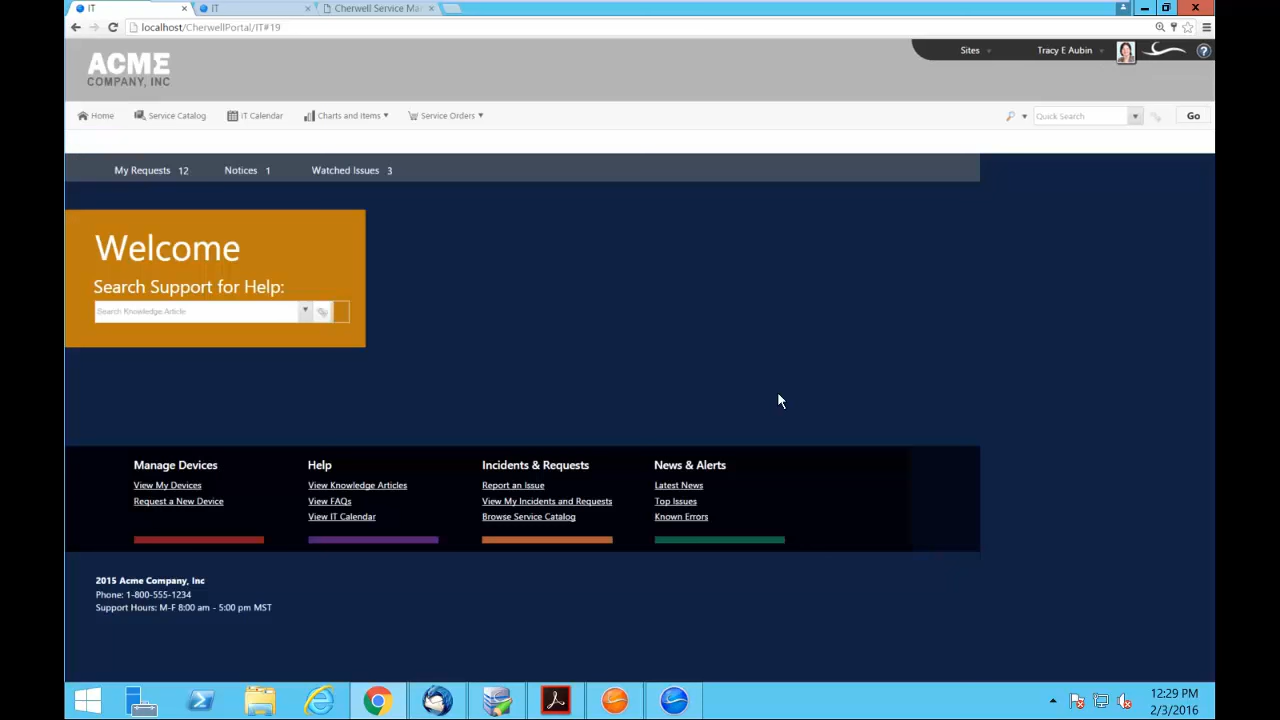 IT
IT
Cherwell Service Ma
localhost/CherwellPortal/IT#19
ACME
COMPANY, INC
Sites
Tracy E Aubin
Home
Service Catalog
IT Calendar
Charts and Items
Service Orders
Quick Search
Go
My Requests 12
Notices 1
Watched Issues 3
Welcome
Search Support for Help:
Search Knowledge Article
Manage Devices
View My Devices
Request a New Device
Help
View Knowledge Articles
View FAQs
View IT Calendar
Incidents & Requests
Report an Issue
View My Incidents and Requests
Browse Service Catalog
News & Alerts
Latest News
Top Issues
Known Errors
2015 Acme Company, Inc
Phone: 1-800-555-1234
Support Hours: M-F 8:00 am - 5:00 pm MST
12:29 PM
2/3/2016